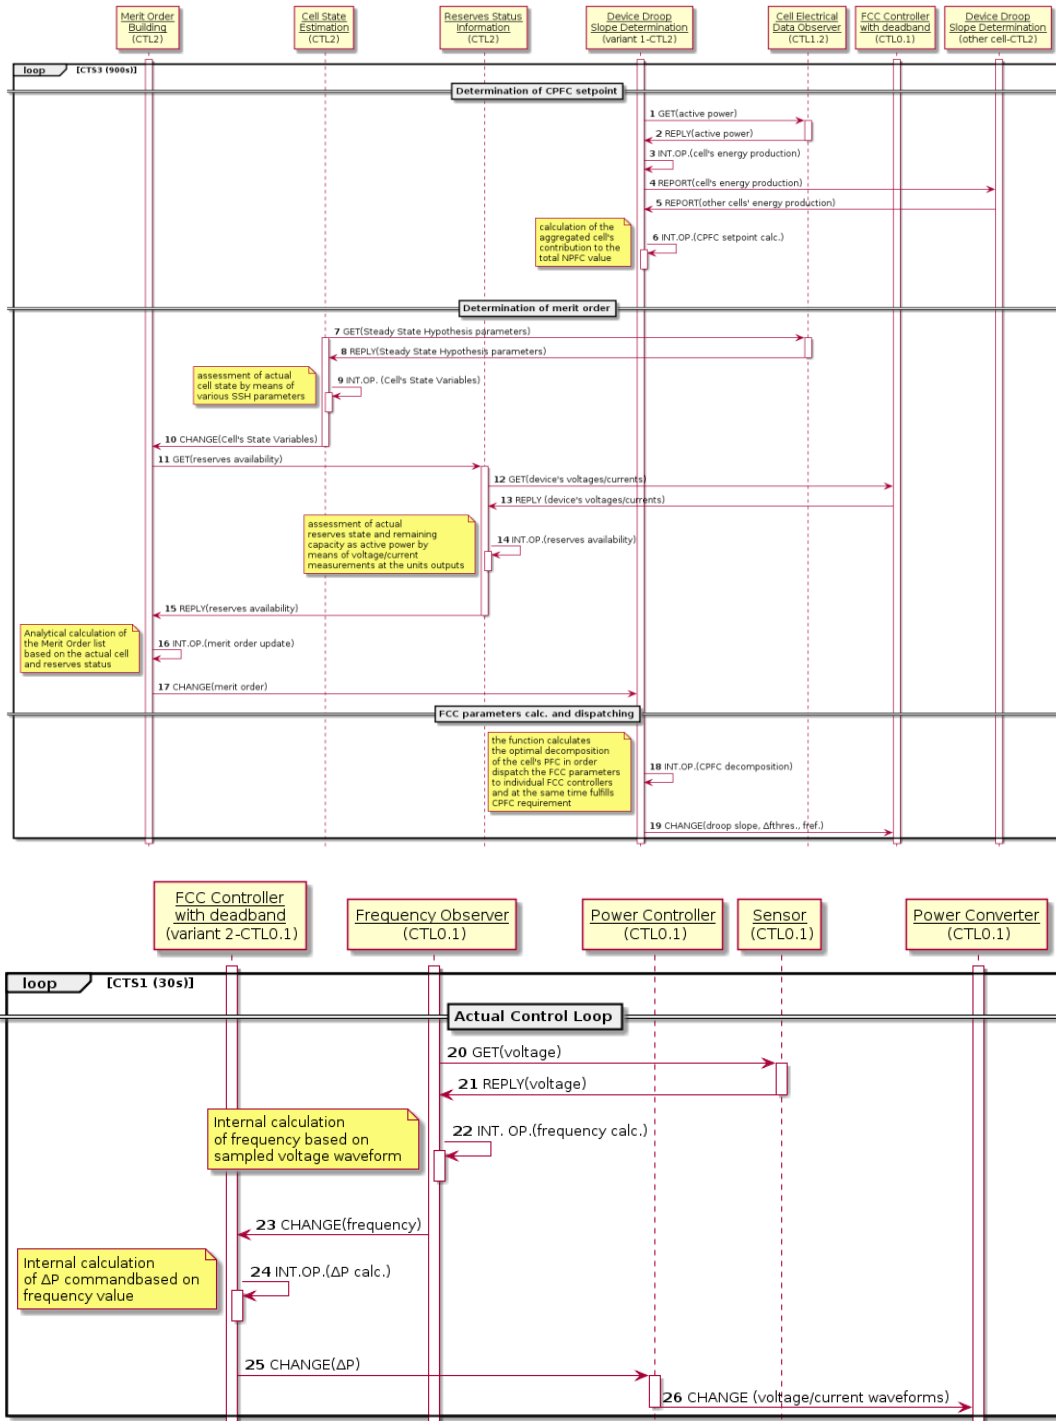 Merit Order
Building
(CTL2)
Cell State
Estimation
(CTL2)
Reserves Status
Information
(CTL2)
Device Droop
Slope Determination
(variant 1-CTL2)
Cell Electrical
Data Observer
(CTL1.2)
FCC Controller
with deadband
(CTL0.1)
Device Droop
Slope Determination
(other cell-CTL2)
loop [CTS3 (900s)]
Determination of CPFC setpoint
1 GET(active power)
2 REPLY(active power)
3 INT.OP.(cell's energy production)
4 REPORT(cell's energy production)
5 REPORT(other cells' energy production)
calculation of the
aggregated cell's
contribution to the
total NPFC value
6 INT.OP.(CPFC setpoint calc.)
Determination of merit order
7 GET(Steady State Hypothesis parameters)
8 REPLY(Steady State Hypothesis parameters)
assessment of actual
cell state by means of
various SSH parameters
9 INT.OP. (Cell's State Variables)
10 CHANGE(Cell's State Variables)
11 GET(reserves availability)
12 GET(device's voltages/currents)
13 REPLY (device's voltages/currents)
assessment of actual
reserves state and remaining
capacity as active power by
means of voltage/current
measurements at the units outputs
14 INT.OP.(reserves availability)
15 REPLY(reserves availability)
Analytical calculation of
the Merit Order list
based on the actual cell
and reserves status
16 INT.OP.(merit order update)
17 CHANGE(merit order)
FCC parameters calc. and dispatching
the function calculates
the optimal decomposition
of the cell's PFC in order
dispatch the FCC parameters
to individual FCC controllers
and at the same time fulfills
CPFC requirement
18 INT.OP.(CPFC decomposition)
19 CHANGE(droop slope, Δfthres., fref.)
FCC Controller
with deadband
(variant 2-CTL0.1)
Frequency Observer
(CTL0.1)
Power Controller
(CTL0.1)
Sensor
(CTL0.1)
Power Converter
(CTL0.1)
loop [CTS1 (30s)]
Actual Control Loop
20 GET(voltage)
21 REPLY(voltage)
Internal calculation
of frequency based on
sampled voltage waveform
22 INT. OP.(frequency calc.)
23 CHANGE(frequency)
Internal calculation
of ΔP commandbased on
frequency value
24 INT.OP.(ΔP calc.)
25 CHANGE(ΔP)
26 CHANGE (voltage/current waveforms)